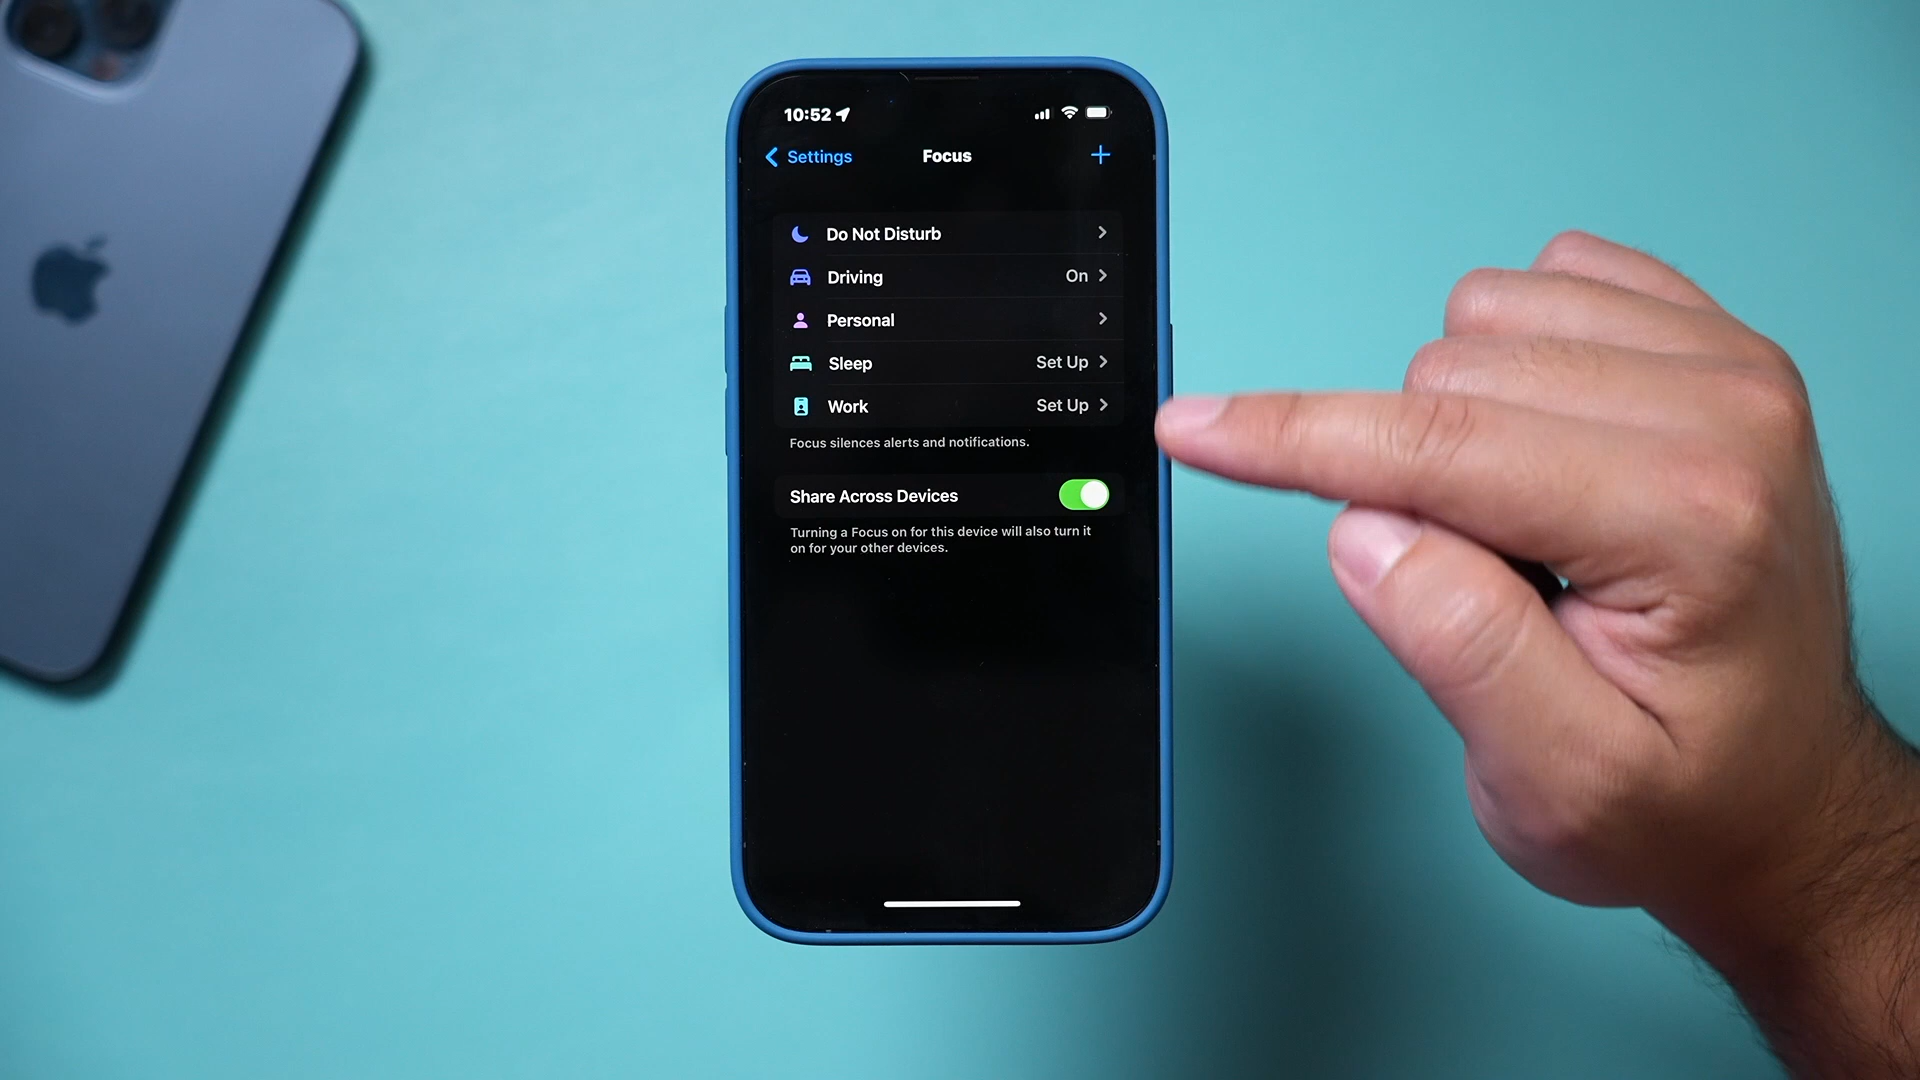 10:52
Settings
Focus
Do Not Disturb
Driving On
Personal
Sleep Set Up
Work Set Up
Focus silences alerts and notifications.
Share Across Devices
Turning a Focus on for this device will also turn it
on for your other devices.